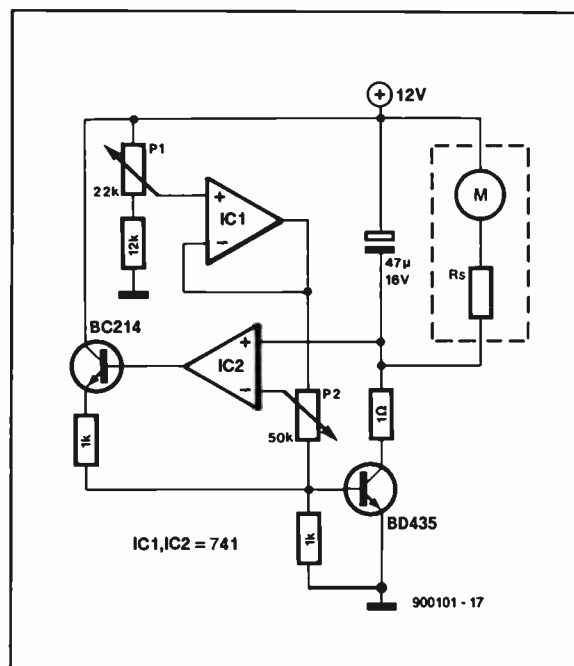 12V
P1
22k
12k
+
IC1
-
M
Rs
47µ
16V
BC214
+
IC2
-
P2
50k
1Ω
1k
BD435
1k
IC1,IC2 = 741
900101 - 17